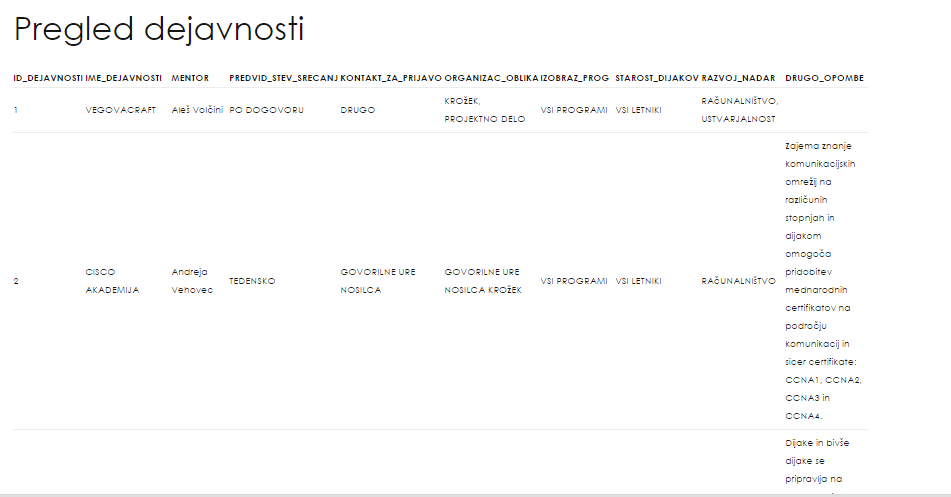 Pregled dejavnosti
ID_DEJAVNOSTI IME_DEJAVNOSTI MENTOR PREDVID_STEV_SRECANJ KONTAKT_ZA_PRIJAVO ORGANIZAC_OBLIKA IZOBRAZ_PROG STAROST_DIJAKOV RAZVOJ_NADAR DRUGO_OPOMBE
1 VEGOVACRAFT Aleš Volčini PO DOGOVORU DRUGO KROŽEK, PROJEKTNO DELO VSI PROGRAMI VSI LETNIKI RAČUNALNIŠTVO, USTVARJALNOST
2 CISCO AKADEMIJA Andreja Vehovec TEDENSKO GOVORILNE URE NOSILCA GOVORILNE URE NOSILCA KROŽEK VSI PROGRAMI VSI LETNIKI RAČUNALNIŠTVO
Zajema znanje
komunikacijskih
omrežij na
različunih
stopnjah in
dijakom
omogoča
pridobitev
mednarodnih
certifikatov na
področju
komunikacij in
sicer certifikate:
CCNA1, CCNA2,
CCNA3 in
CCNA4.
Dijake in bivše
dijake se
pripravlja na